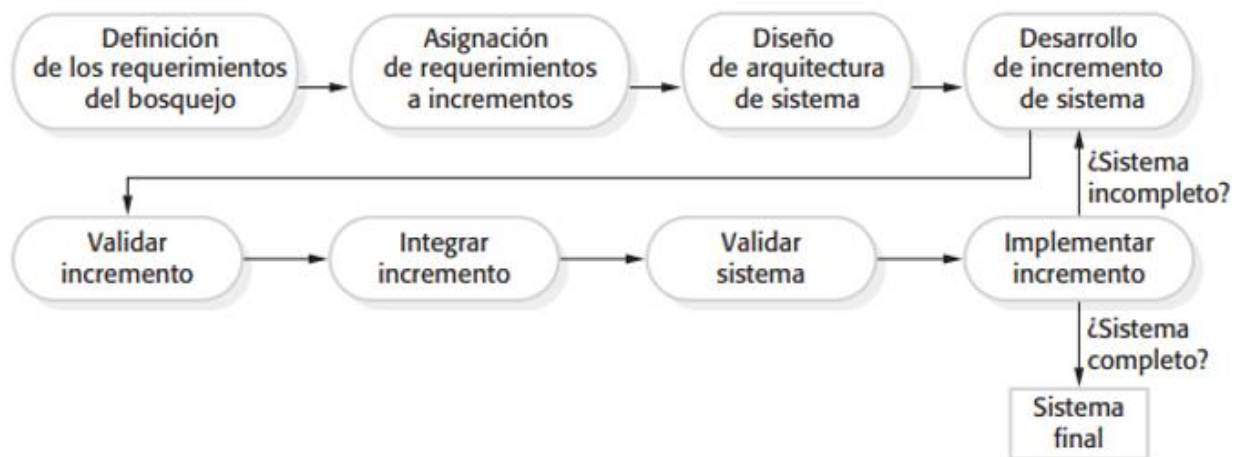 Definición
de los requerimientos
del bosquejo
Asignación
de requerimientos
a incrementos
Diseño
de arquitectura
de sistema
Desarrollo
de incremento
de sistema
¿Sistema
incompleto?
Validar
incremento
Integrar
incremento
Validar
sistema
Implementar
incremento
¿Sistema
completo?
Sistema
final